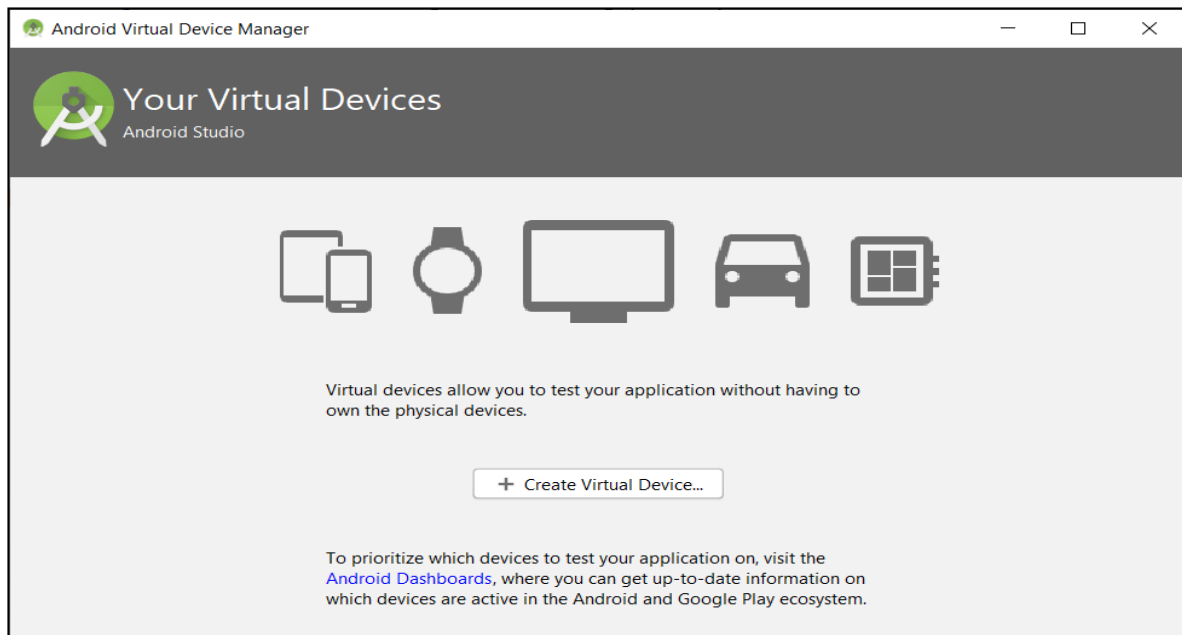 Android Virtual Device Manager
Your Virtual Devices
Android Studio
Virtual devices allow you to test your application without having to
own the physical devices.
+ Create Virtual Device...
To prioritize which devices to test your application on, visit the
Android Dashboards, where you can get up-to-date information on
which devices are active in the Android and Google Play ecosystem.